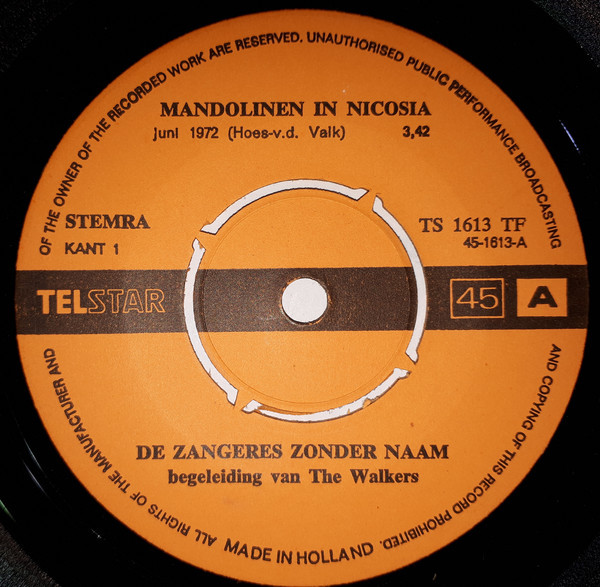 MANDOLINEN IN NICOSIA
juni 1972 (Hoes-v.d. Valk) 3,42
STEMRA
KANT 1
TS 1613 TF
45-1613-A
TELSTAR
45
A
DE ZANGERES ZONDER NAAM
begeleiding van The Walkers
ALL RIGHTS OF THE MANUFACTURER AND OF THE OWNER OF THE RECORDED WORK ARE RESERVED. UNAUTHORISED PUBLIC PERFORMANCE BROADCASTING AND COPYING OF THIS RECORD PROHIBITED.
MADE IN HOLLAND